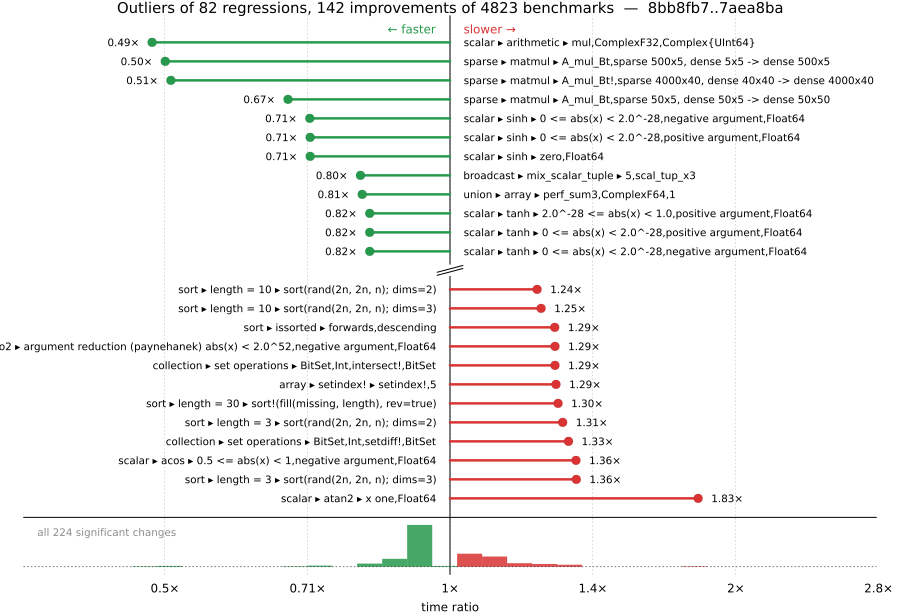 Outliers of 82 regressions, 142 improvements of 4823 benchmarks — 8bb8fb7..7aea8ba
← faster slower →
0.49× scalar ▸ arithmetic ▸ mul,ComplexF32,Complex{UInt64}
0.50× sparse ▸ matmul ▸ A_mul_Bt,sparse 500x5, dense 5x5 -> dense 500x5
0.51× sparse ▸ matmul ▸ A_mul_Bt!,sparse 4000x40, dense 40x40 -> dense 4000x40
0.67× sparse ▸ matmul ▸ A_mul_Bt,sparse 50x5, dense 50x5 -> dense 50x50
0.71× scalar ▸ sinh ▸ 0 <= abs(x) < 2.0^-28,negative argument,Float64
0.71× scalar ▸ sinh ▸ 0 <= abs(x) < 2.0^-28,positive argument,Float64
0.71× scalar ▸ sinh ▸ zero,Float64
0.80× broadcast ▸ mix_scalar_tuple ▸ 5,scal_tup_x3
0.81× union ▸ array ▸ perf_sum3,ComplexF64,1
0.82× scalar ▸ tanh ▸ 2.0^-28 <= abs(x) < 1.0,positive argument,Float64
0.82× scalar ▸ tanh ▸ 0 <= abs(x) < 2.0^-28,positive argument,Float64
0.82× scalar ▸ tanh ▸ 0 <= abs(x) < 2.0^-28,negative argument,Float64
sort ▸ length = 10 ▸ sort(rand(2n, 2n, n); dims=2) 1.24×
sort ▸ length = 10 ▸ sort(rand(2n, 2n, n); dims=3) 1.25×
sort ▸ issorted ▸ forwards,descending 1.29×
o2 ▸ argument reduction (paynehanek) abs(x) < 2.0^52,negative argument,Float64 1.29×
collection ▸ set operations ▸ BitSet,Int,intersect!,BitSet 1.29×
array ▸ setindex! ▸ setindex!,5 1.29×
sort ▸ length = 30 ▸ sort!(fill(missing, length), rev=true) 1.30×
sort ▸ length = 3 ▸ sort(rand(2n, 2n, n); dims=2) 1.31×
collection ▸ set operations ▸ BitSet,Int,setdiff!,BitSet 1.33×
scalar ▸ acos ▸ 0.5 <= abs(x) < 1,negative argument,Float64 1.36×
sort ▸ length = 3 ▸ sort(rand(2n, 2n, n); dims=3) 1.36×
scalar ▸ atan2 ▸ x one,Float64 1.83×
all 224 significant changes
0.5× 0.71× 1× 1.4× 2× 2.8×
time ratio